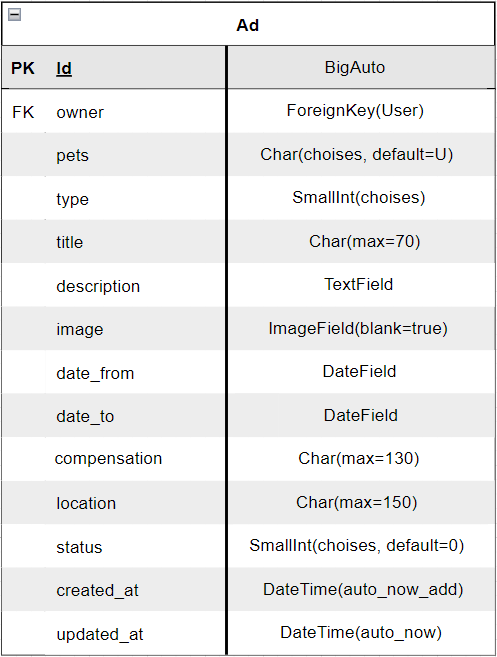 Ad
PK Id BigAuto
FK owner ForeignKey(User)
pets Char(choises, default=U)
type SmallInt(choises)
title Char(max=70)
description TextField
image ImageField(blank=true)
date_from DateField
date_to DateField
compensation Char(max=130)
location Char(max=150)
status SmallInt(choises, default=0)
created_at DateTime(auto_now_add)
updated_at DateTime(auto_now)